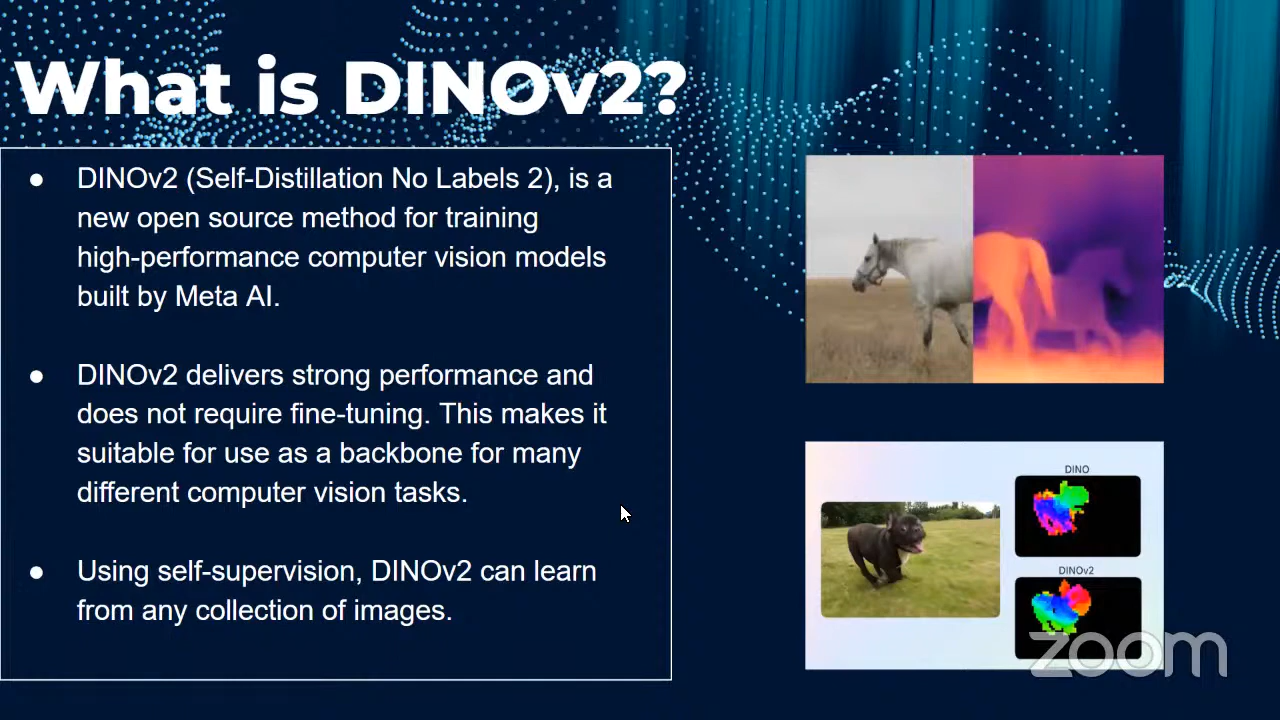 What is DINOv2?
● DINOv2 (Self-Distillation No Labels 2), is a
new open source method for training
high-performance computer vision models
built by Meta AI.
● DINOv2 delivers strong performance and
does not require fine-tuning. This makes it
suitable for use as a backbone for many
different computer vision tasks.
● Using self-supervision, DINOv2 can learn
from any collection of images.
DINO
DINOv2
zoom